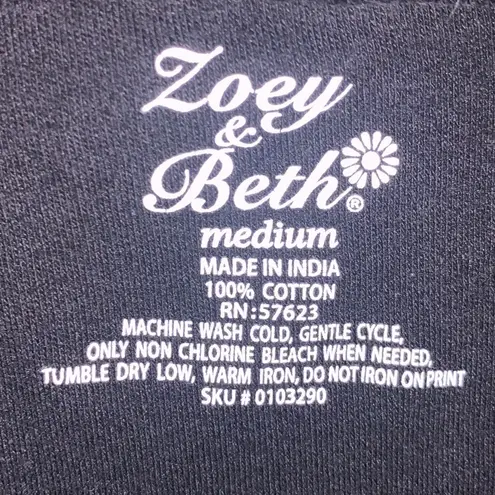 Zoey
&
Beth®
medium
MADE IN INDIA
100% COTTON
RN:57623
MACHINE WASH COLD, GENTLE CYCLE,
ONLY NON CHLORINE BLEACH WHEN NEEDED,
TUMBLE DRY LOW, WARM IRON, DO NOT IRON ON PRINT
SKU # 0103290